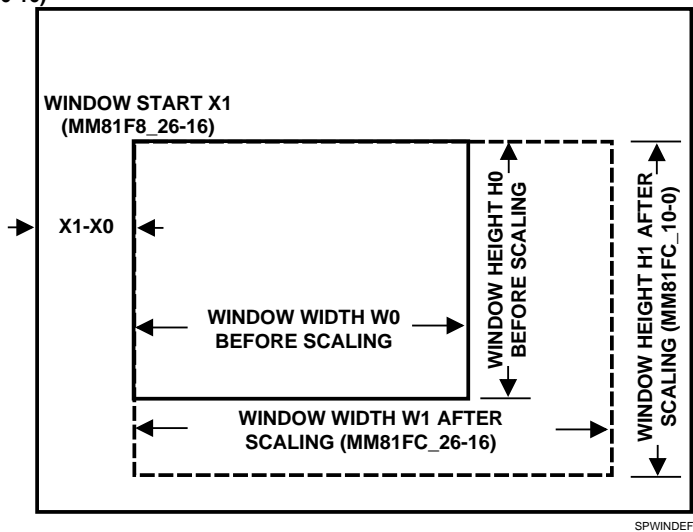 WINDOW START X1
(MM81F8_26-16)
X1-X0
WINDOW WIDTH W0
BEFORE SCALING
WINDOW HEIGHT H0
BEFORE SCALING
WINDOW HEIGHT H1 AFTER
SCALING (MM81FC_10-0)
WINDOW WIDTH W1 AFTER
SCALING (MM81FC_26-16)
SPWINDEF